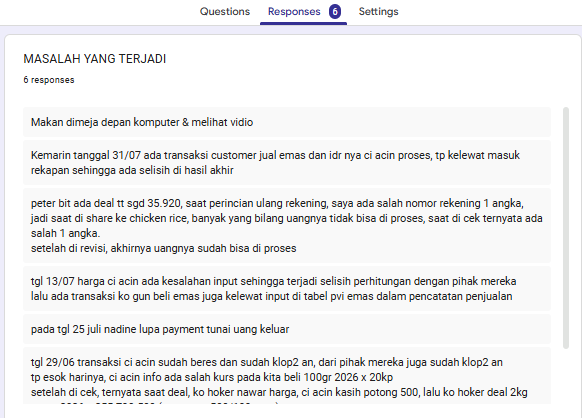 Questions Responses 6 Settings
MASALAH YANG TERJADI
6 responses
Makan dimeja depan komputer & melihat vidio
Kemarin tanggal 31/07 ada transaksi customer jual emas dan idr nya ci acin proses, tp kelewat masuk
rekapan sehingga ada selisih di hasil akhir
peter bit ada deal tt sgd 35.920, saat perincian ulang rekening, saya ada salah nomor rekening 1 angka,
jadi saat di share ke chicken rice, banyak yang bilang uangnya tidak bisa di proses, saat di cek ternyata ada
salah 1 angka.
setelah di revisi, akhirnya uangnya sudah bisa di proses
tgl 13/07 harga ci acin ada kesalahan input sehingga terjadi selisih perhitungan dengan pihak mereka
lalu ada transaksi ko gun beli emas juga kelewat input di tabel pvi emas dalam pencatatan penjualan
pada tgl 25 juli nadine lupa payment tunai uang keluar
tgl 29/06 transaksi ci acin sudah beres dan sudah klop2 an, dari pihak mereka juga sudah klop2 an
tp esok harinya, ci acin info ada salah kurs pada kita beli 100gr 2026 x 20kp
setelah di cek, ternyata saat deal, ko hoker nawar harga, ci acin kasih potong 500, lalu ko hoker deal 2kg